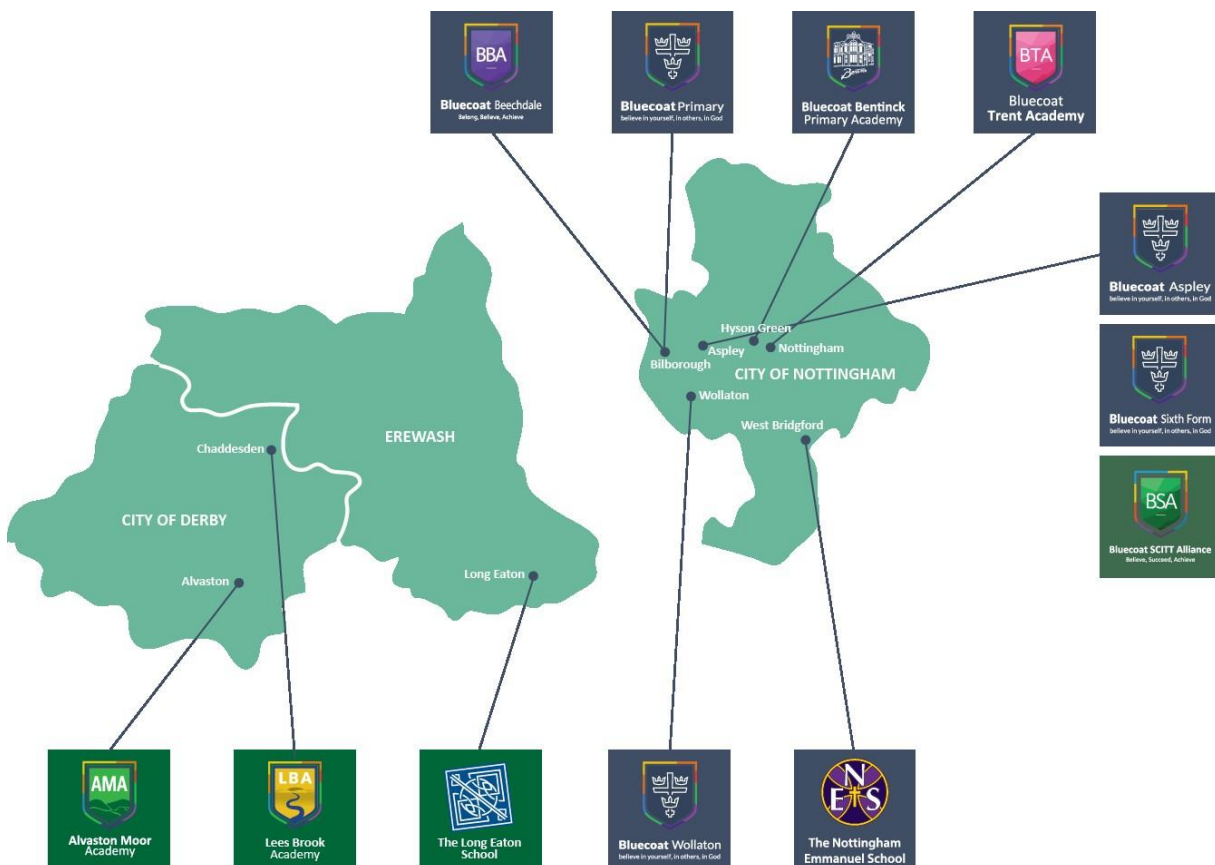 BBA
Bluecoat Beechdale
Belong, Believe, Achieve
Bluecoat Primary
believe in yourself, in others, in God
Bentinck
Bluecoat Bentinck
Primary Academy
BTA
Bluecoat
Trent Academy
Bluecoat Aspley
believe in yourself, in others, in God
Bluecoat Sixth Form
believe in yourself, in others, in God
BSA
Bluecoat SCITT Alliance
Believe, Succeed, Achieve
Hyson Green
Bilborough
Aspley
Nottingham
CITY OF NOTTINGHAM
Wollaton
West Bridgford
EREWASH
Chaddesden
CITY OF DERBY
Alvaston
Long Eaton
AMA
Alvaston Moor
Academy
LBA
Lees Brook
Academy
The Long Eaton
School
Bluecoat Wollaton
believe in yourself, in others, in God
N
E S
The Nottingham
Emmanuel School